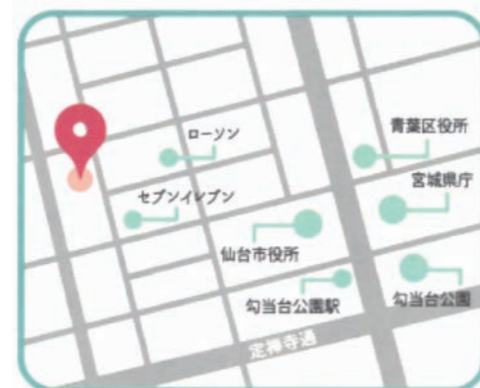 ローソン
青葉区役所
セブンイレブン
宮城県庁
仙台市役所
勾当台公園駅
勾当台公園
定禅寺通